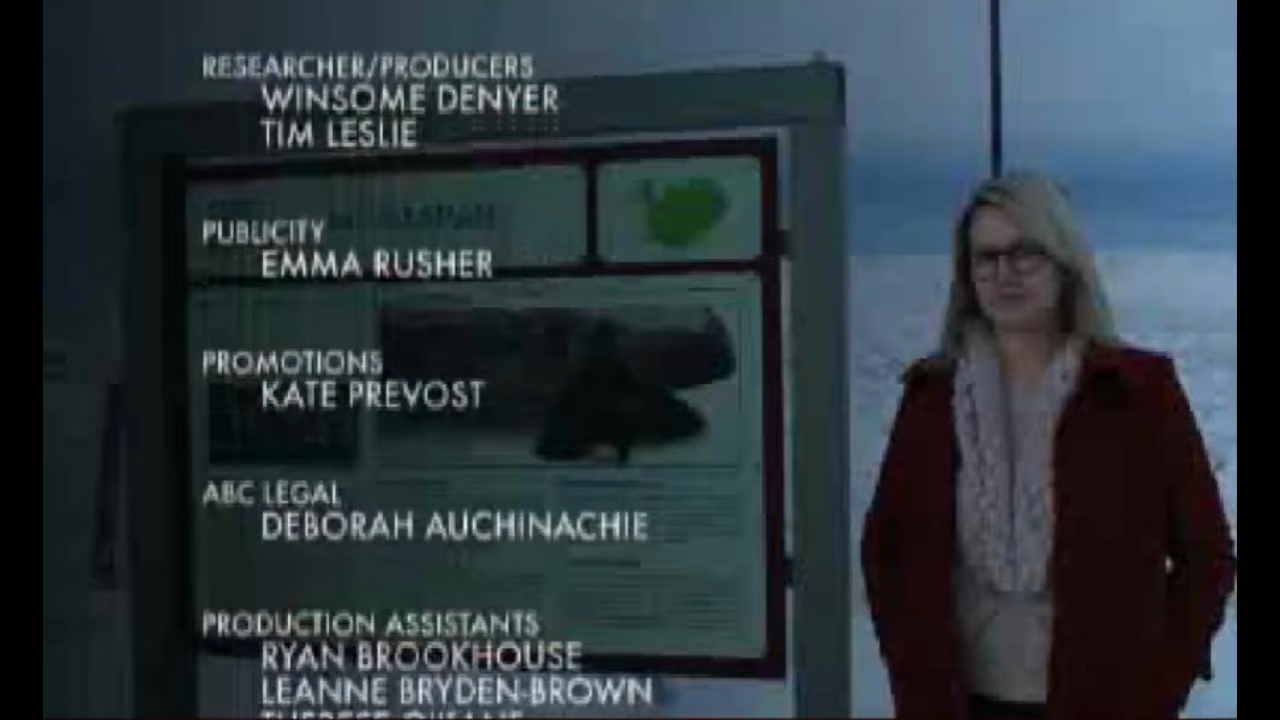 RESEARCHER/PRODUCERS
WINSOME DENYER
TIM LESLIE
PUBLICITY
EMMA RUSHER
PROMOTIONS
KATE PREVOST
ABC LEGAL
DEBORAH AUCHINACHIE
PRODUCTION ASSISTANTS
RYAN BROOKHOUSE
LEANNE BRYDEN-BROWN